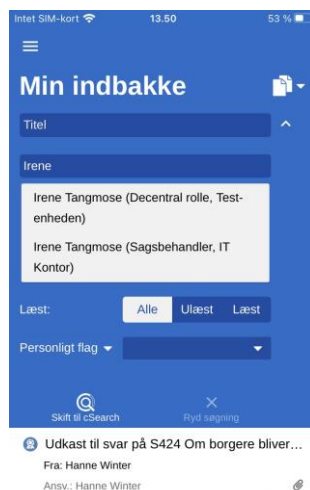 Intet SIM-kort 13.50 53 %
Min indbakke
Titel
Irene
Irene Tangmose (Decentral rolle, Test-
enheden)
Irene Tangmose (Sagsbehandler, IT
Kontor)
Læst: Alle Ulæst Læst
Personligt flag
Skift til cSearch Ryd søgning
Udkast til svar på S424 Om borgere bliver...
Fra: Hanne Winter
Ansv.: Hanne Winter